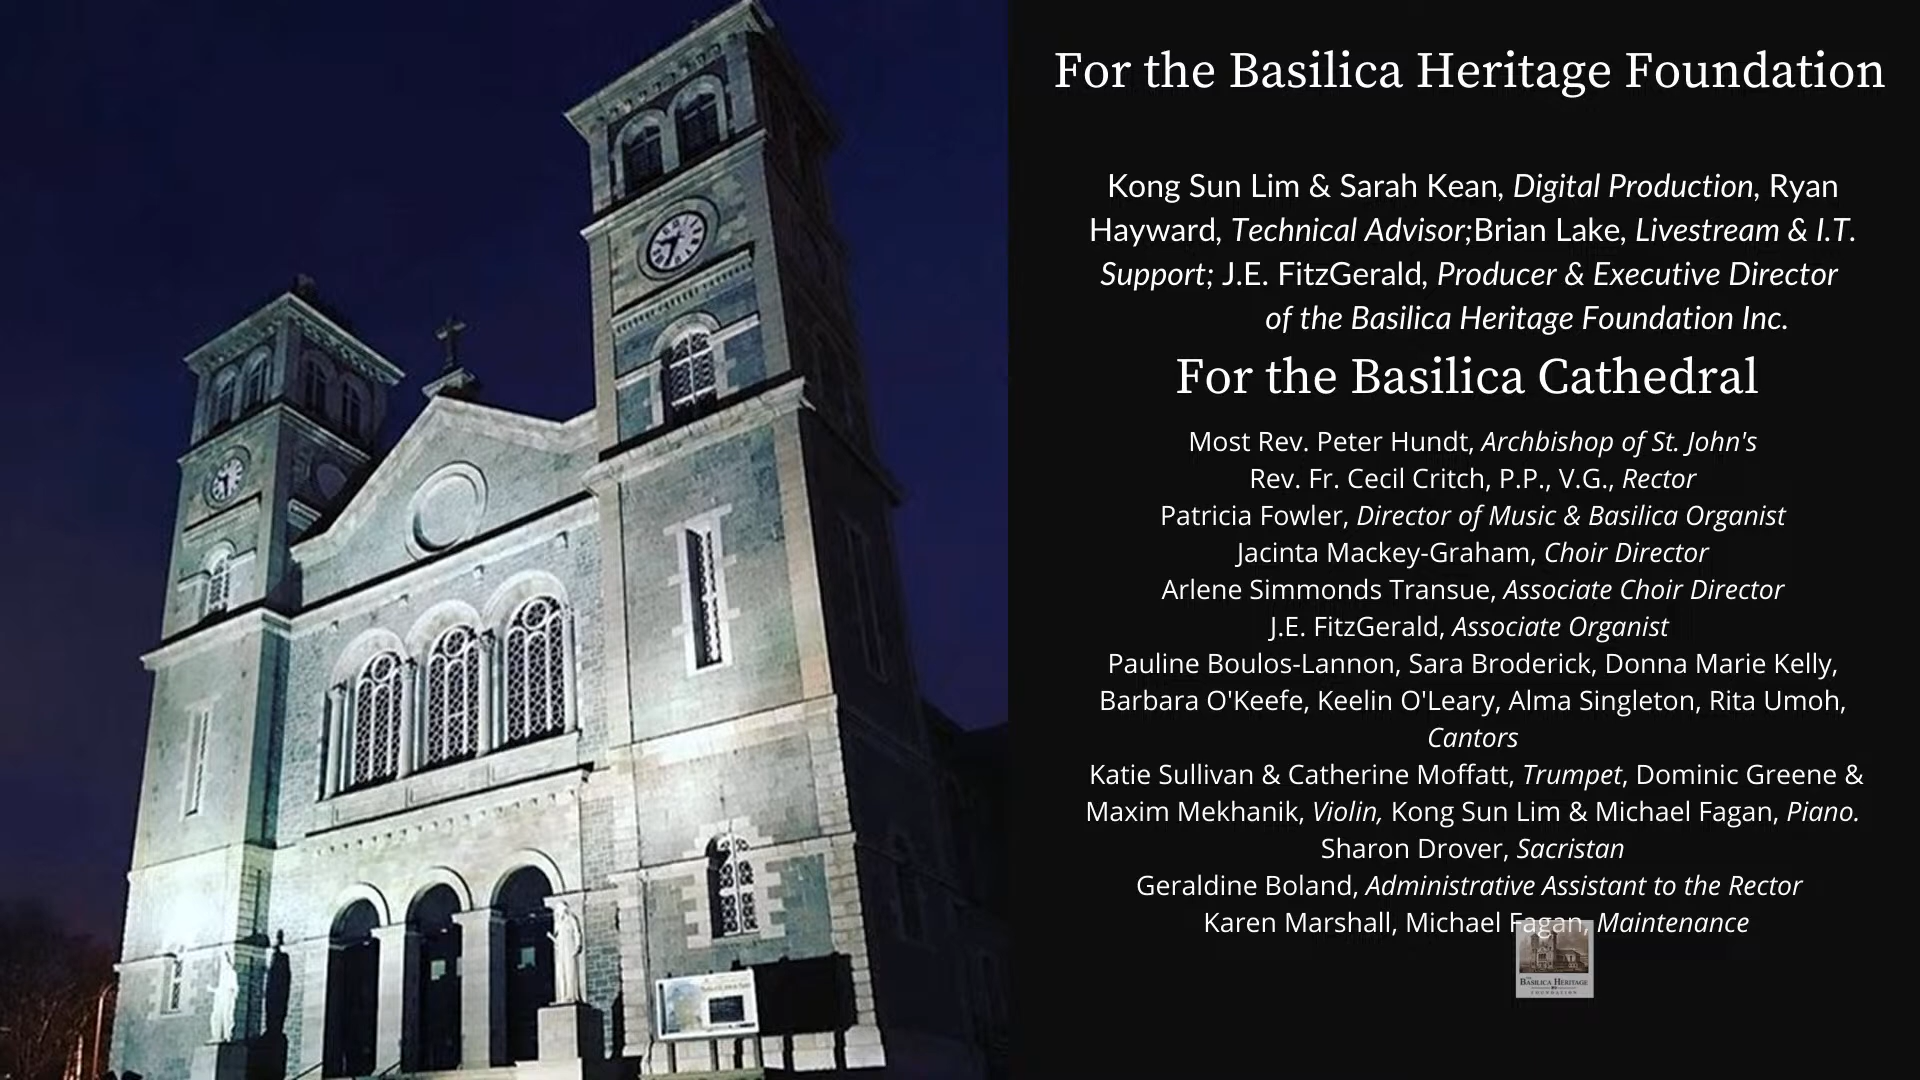 For the Basilica Heritage Foundation
Kong Sun Lim & Sarah Kean, Digital Production, Ryan
Hayward, Technical Advisor;Brian Lake, Livestream & I.T.
Support; J.E. FitzGerald, Producer & Executive Director
of the Basilica Heritage Foundation Inc.
For the Basilica Cathedral
Most Rev. Peter Hundt, Archbishop of St. John's
Rev. Fr. Cecil Critch, P.P., V.G., Rector
Patricia Fowler, Director of Music & Basilica Organist
Jacinta Mackey-Graham, Choir Director
Arlene Simmonds Transue, Associate Choir Director
J.E. FitzGerald, Associate Organist
Pauline Boulos-Lannon, Sara Broderick, Donna Marie Kelly,
Barbara O'Keefe, Keelin O'Leary, Alma Singleton, Rita Umoh,
Cantors
Katie Sullivan & Catherine Moffatt, Trumpet, Dominic Greene &
Maxim Mekhanik, Violin, Kong Sun Lim & Michael Fagan, Piano.
Sharon Drover, Sacristan
Geraldine Boland, Administrative Assistant to the Rector
Karen Marshall, Michael Fagan, Maintenance
BASILICA HERITAGE
FOUNDATION